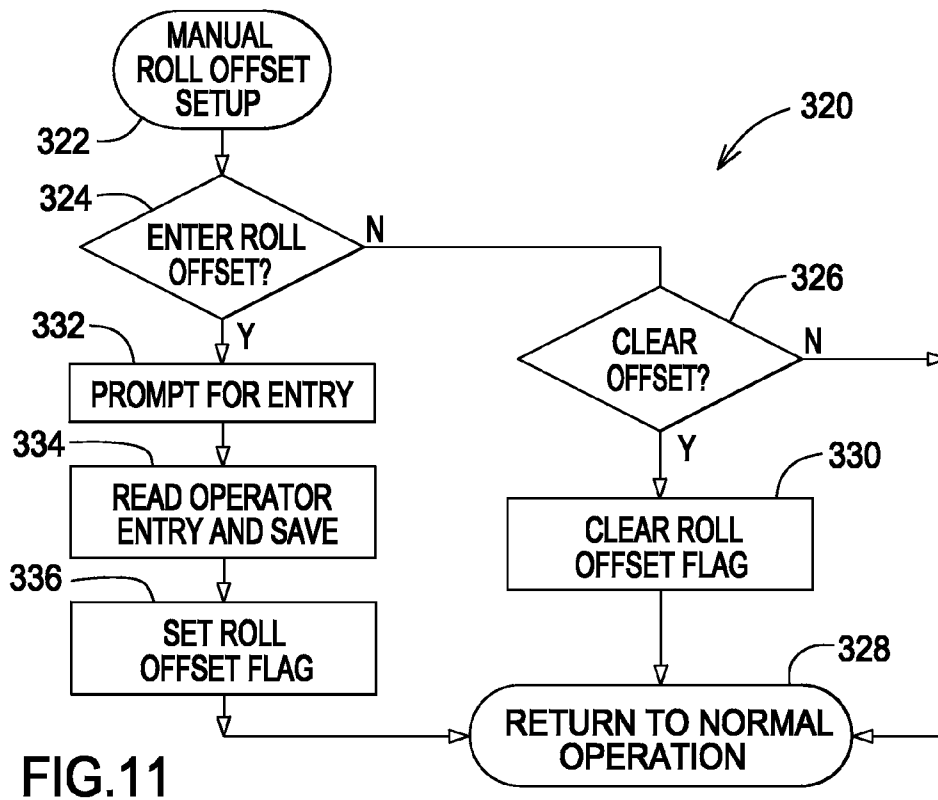 MANUAL
ROLL OFFSET
SETUP
322
320
324
ENTER ROLL
OFFSET?
N
Y
326
CLEAR
OFFSET?
N
Y
332
PROMPT FOR ENTRY
334
READ OPERATOR
ENTRY AND SAVE
330
CLEAR ROLL
OFFSET FLAG
336
SET ROLL
OFFSET FLAG
328
RETURN TO NORMAL
OPERATION
FIG.11